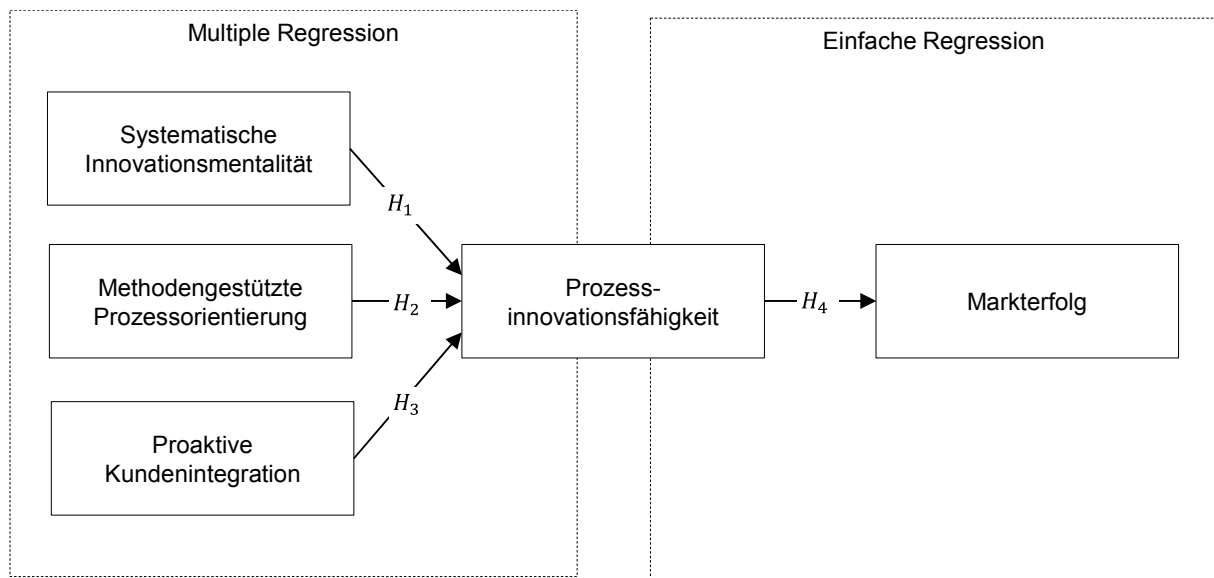 Multiple Regression
Einfache Regression
Systematische
Innovationsmentalität
H₁
Methodengestützte
Prozessorientierung
H₂
Prozess-
innovationsfähigkeit
H₄
Markterfolg
H₃
Proaktive
Kundenintegration